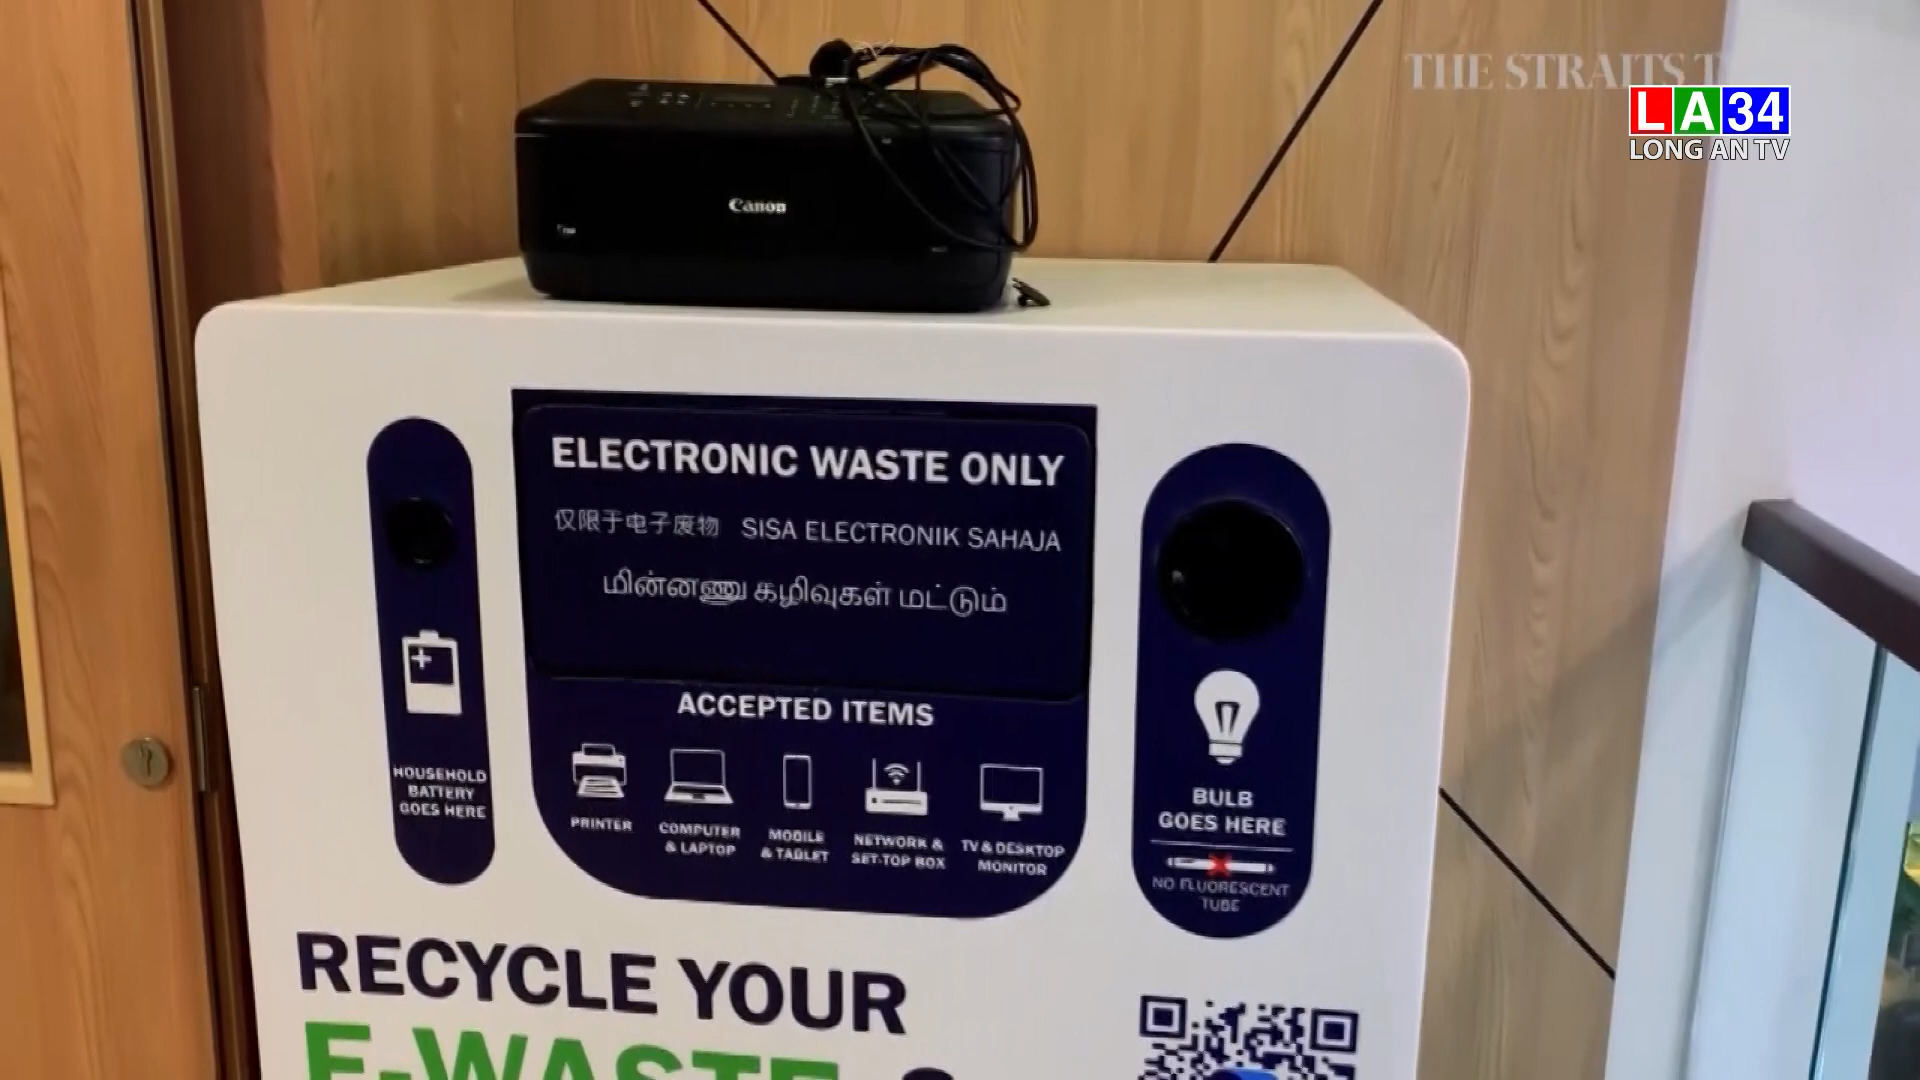 THE STRAITS T
LA34
LONG AN TV
Canon
ELECTRONIC WASTE ONLY
仅限于电子废物 SISA ELECTRONIK SAHAJA
மின்னணு கழிவுகள் மட்டும்
ACCEPTED ITEMS
PRINTER
COMPUTER
& LAPTOP
MOBILE
& TABLET
NETWORK &
SET-TOP BOX
TV & DESKTOP
MONITOR
HOUSEHOLD
BATTERY
GOES HERE
BULB
GOES HERE
NO FLUORESCENT
TUBE
RECYCLE YOUR
E-WASTE